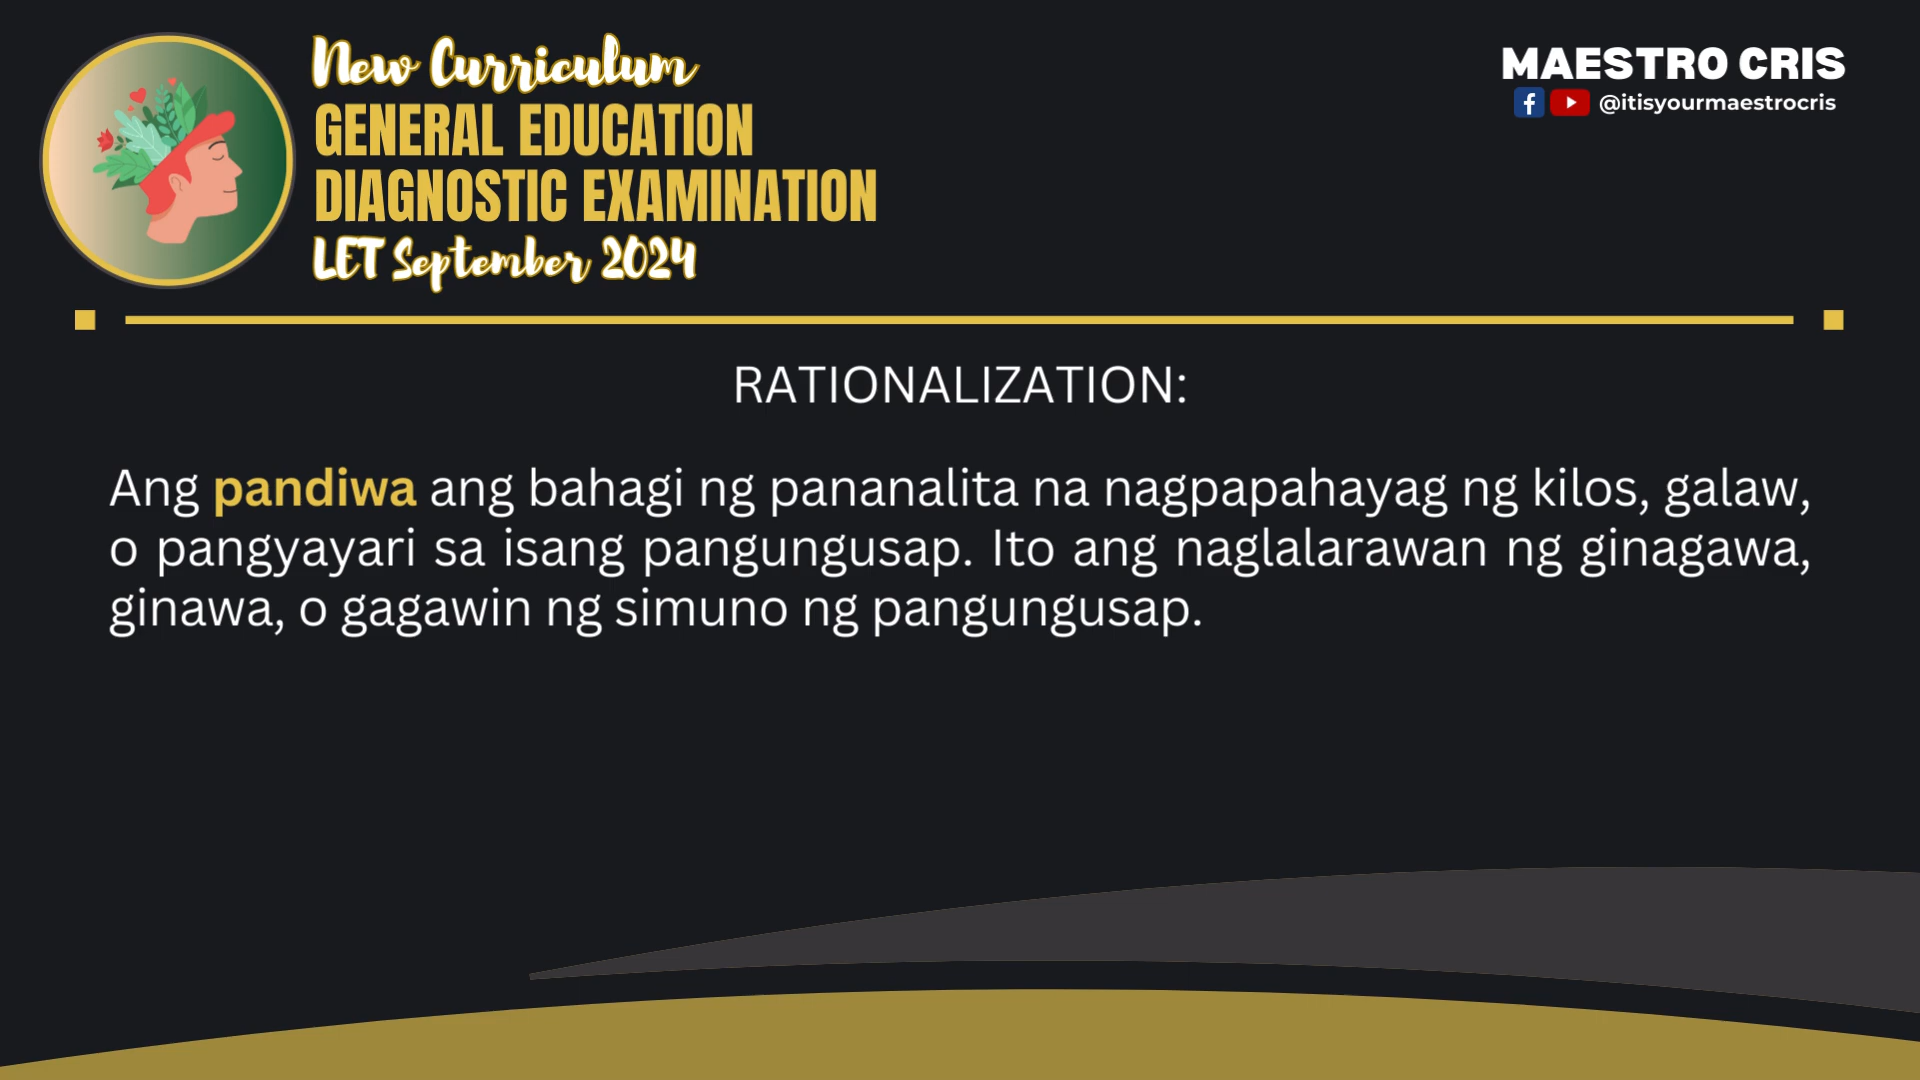 New Curriculum
GENERAL EDUCATION
DIAGNOSTIC EXAMINATION
LET September 2024
MAESTRO CRIS
@itisyourmaestrocris
RATIONALIZATION:
Ang pandiwa ang bahagi ng pananalita na nagpapahayag ng kilos, galaw,
o pangyayari sa isang pangungusap. Ito ang naglalarawan ng ginagawa,
ginawa, o gagawin ng simuno ng pangungusap.